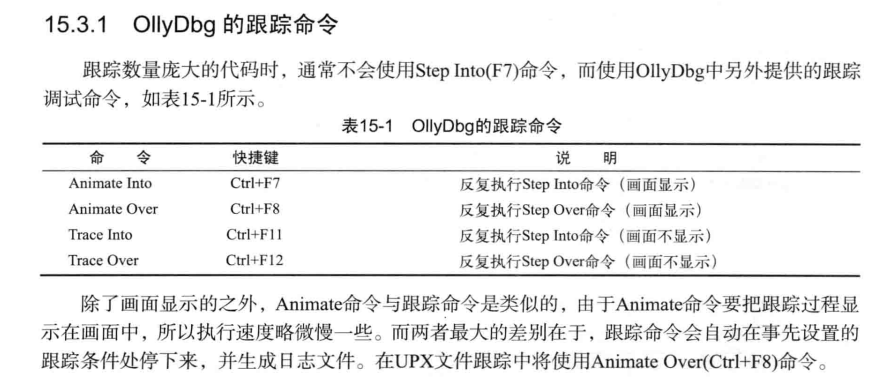 15.3.1 OllyDbg 的跟踪命令
跟踪数量庞大的代码时，通常不会使用Step Into(F7)命令，而使用OllyDbg中另外提供的跟踪
调试命令，如表15-1所示。
表15-1 OllyDbg的跟踪命令
命 令 快捷键 说 明
Animate Into Ctrl+F7 反复执行Step Into命令（画面显示）
Animate Over Ctrl+F8 反复执行Step Over命令（画面显示）
Trace Into Ctrl+F11 反复执行Step Into命令（画面不显示）
Trace Over Ctrl+F12 反复执行Step Over命令（画面不显示）
除了画面显示的之外，Animate命令与跟踪命令是类似的，由于Animate命令要把跟踪过程显
示在画面中，所以执行速度略微慢一些。而两者最大的差别在于，跟踪命令会自动在事先设置的
跟踪条件处停下来，并生成日志文件。在UPX文件跟踪中将使用Animate Over(Ctrl+F8)命令。